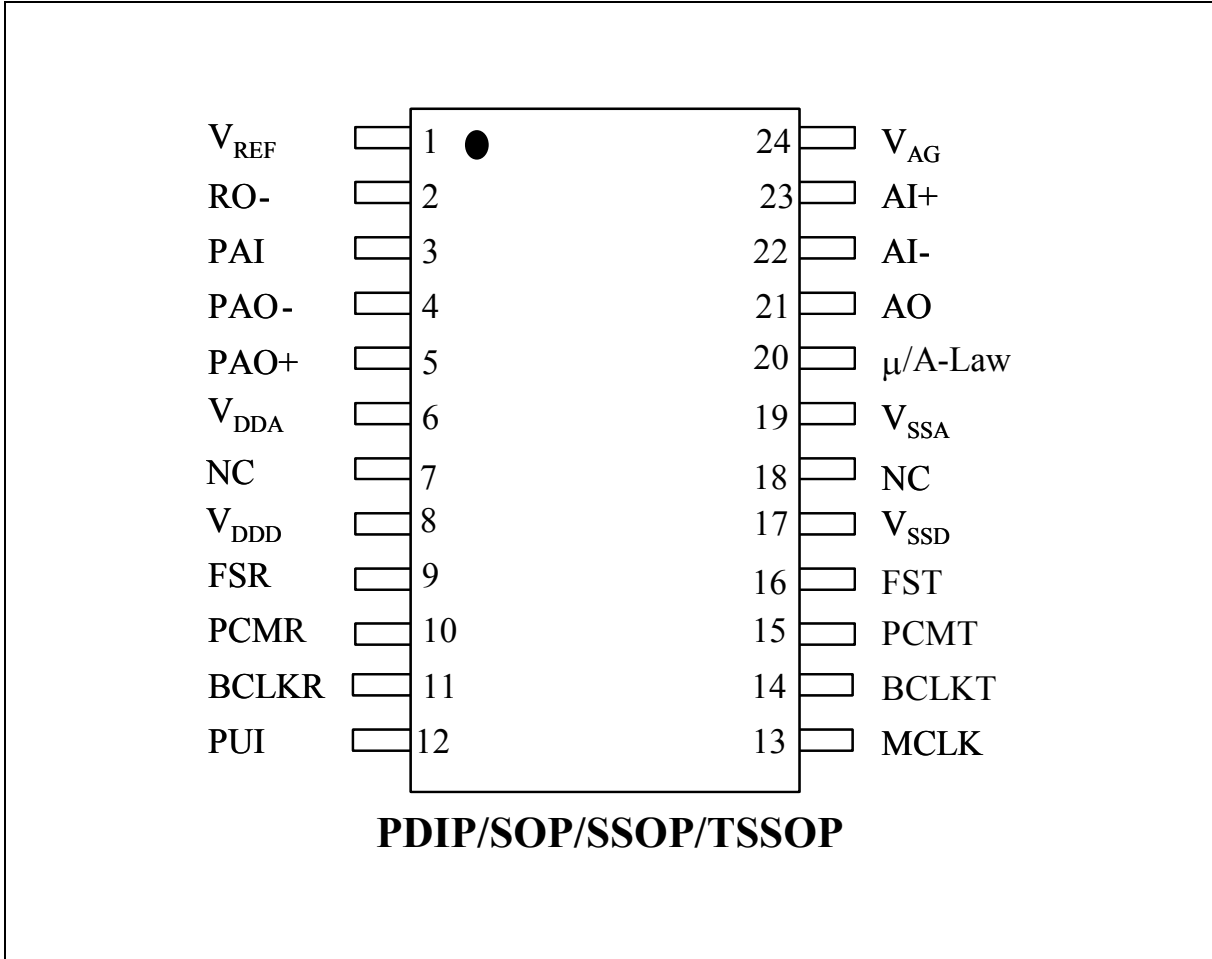 V_REF 1 24 V_AG
RO- 2 23 AI+
PAI 3 22 AI-
PAO- 4 21 AO
PAO+ 5 20 μ/A-Law
V_DDA 6 19 V_SSA
NC 7 18 NC
V_DDD 8 17 V_SSD
FSR 9 16 FST
PCMR 10 15 PCMT
BCLKR 11 14 BCLKT
PUI 12 13 MCLK
PDIP/SOP/SSOP/TSSOP